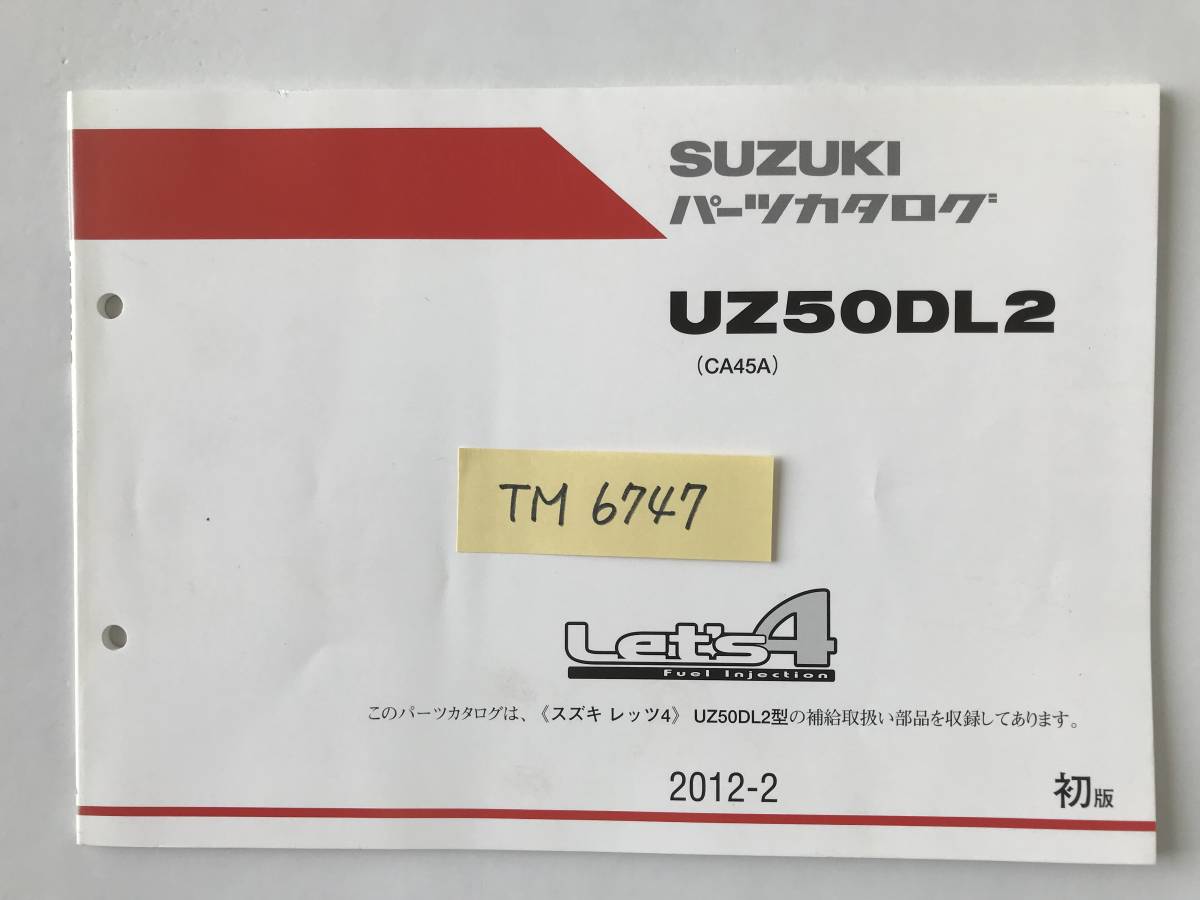 SUZUKI
パーツカタログ
UZ50DL2
(CA45A)
TM 6747
Let's4
Fuel Injection
このパーツカタログは、《スズキ レッツ4》 UZ50DL2型の補給取扱い部品を収録してあります。
2012-2 初版